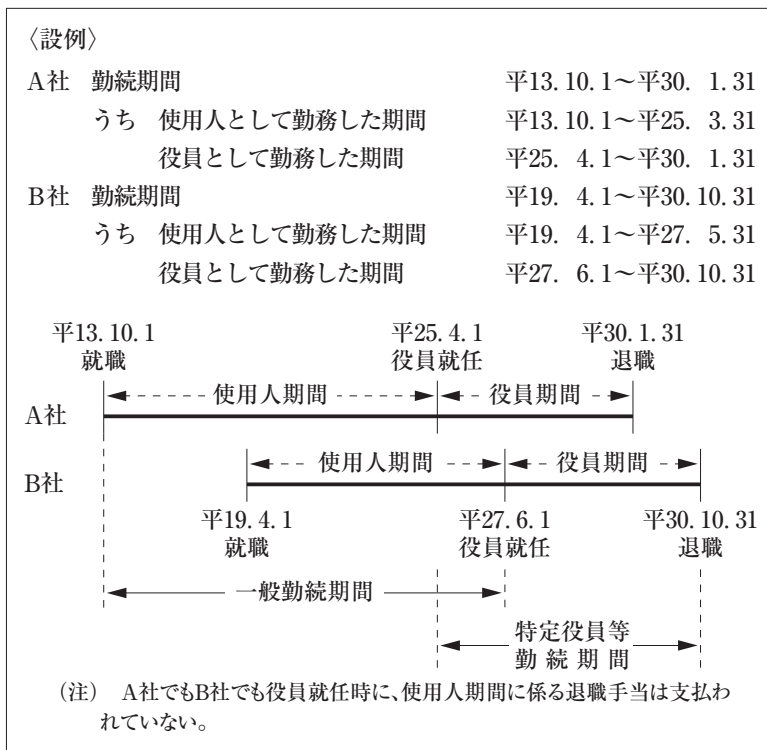 〈設例〉
A社 勤続期間 平13.10.1～平30. 1.31
うち 使用人として勤務した期間 平13.10.1～平25. 3.31
役員として勤務した期間 平25. 4.1～平30. 1.31
B社 勤続期間 平19. 4.1～平30.10.31
うち 使用人として勤務した期間 平19. 4.1～平27. 5.31
役員として勤務した期間 平27. 6.1～平30.10.31
平13.10.1 平25.4.1 平30.1.31
就職 役員就任 退職
使用人期間 役員期間
A社
使用人期間 役員期間
B社
平19.4.1 平27.6.1 平30.10.31
就職 役員就任 退職
一般勤続期間
特定役員等
勤続期間
(注) A社でもB社でも役員就任時に、使用人期間に係る退職手当は支払わ
れていない。